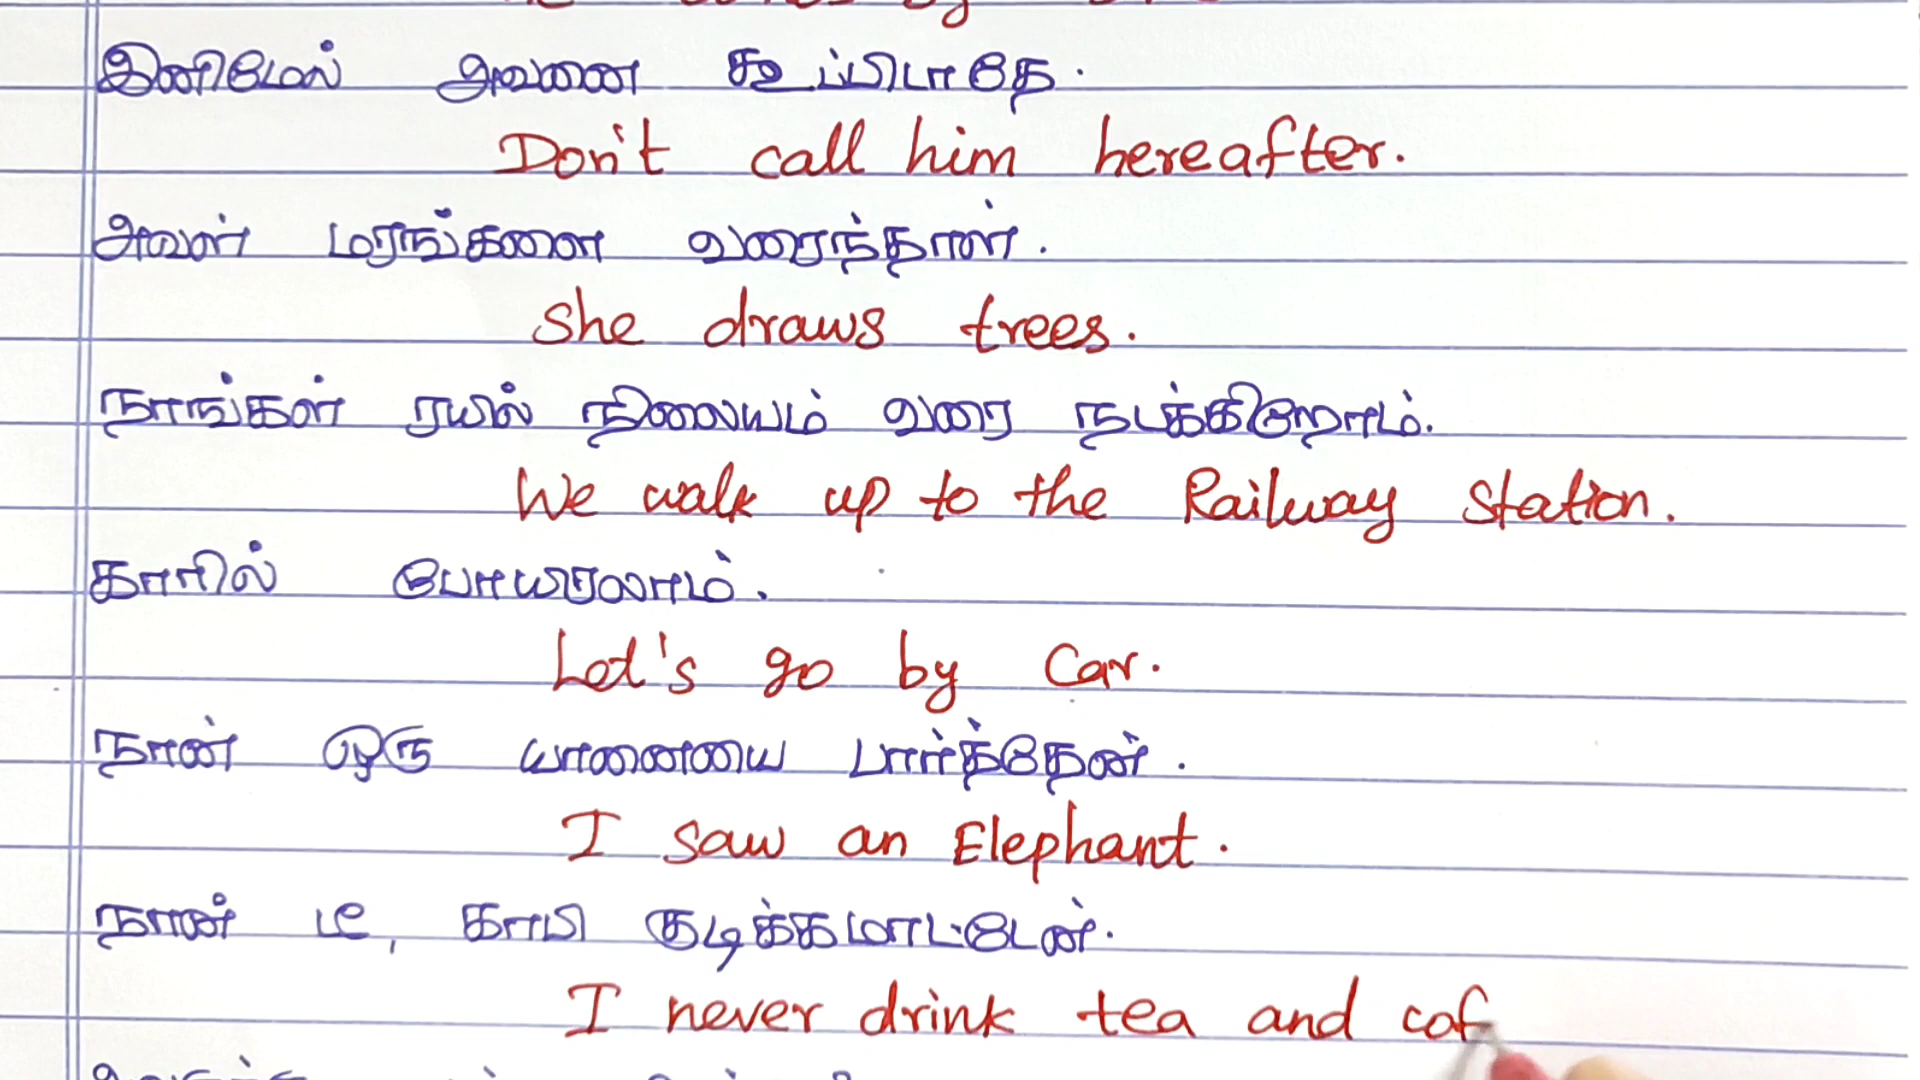 இனிமேல் அவனை கூப்பிடாதே.
Don't call him hereafter.
அவள் மரங்களை வரைந்தாள்.
She draws trees.
நாங்கள் ரயில் நிலையம் வரை நடக்கிறோம்.
We walk up to the Railway Station.
காரில் போயரலாம்.
Let's go by Car.
நான் ஒரு யானையை பார்த்தேன்.
I saw an Elephant.
நான் டீ, காபி குடிக்கமாட்டேன்.
I never drink tea and cof